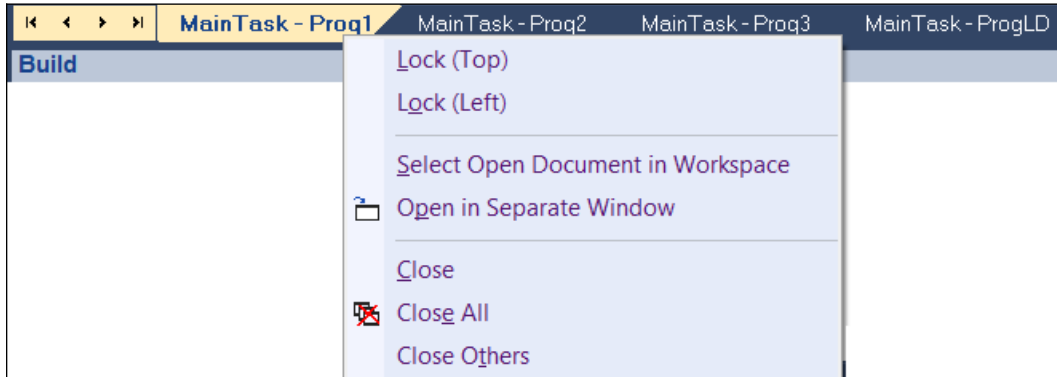 MainTask - Prog1 MainTask - Prog2 MainTask - Prog3 MainTask - ProgLD
Build
Lock (Top)
Lock (Left)
Select Open Document in Workspace
Open in Separate Window
Close
Close All
Close Others